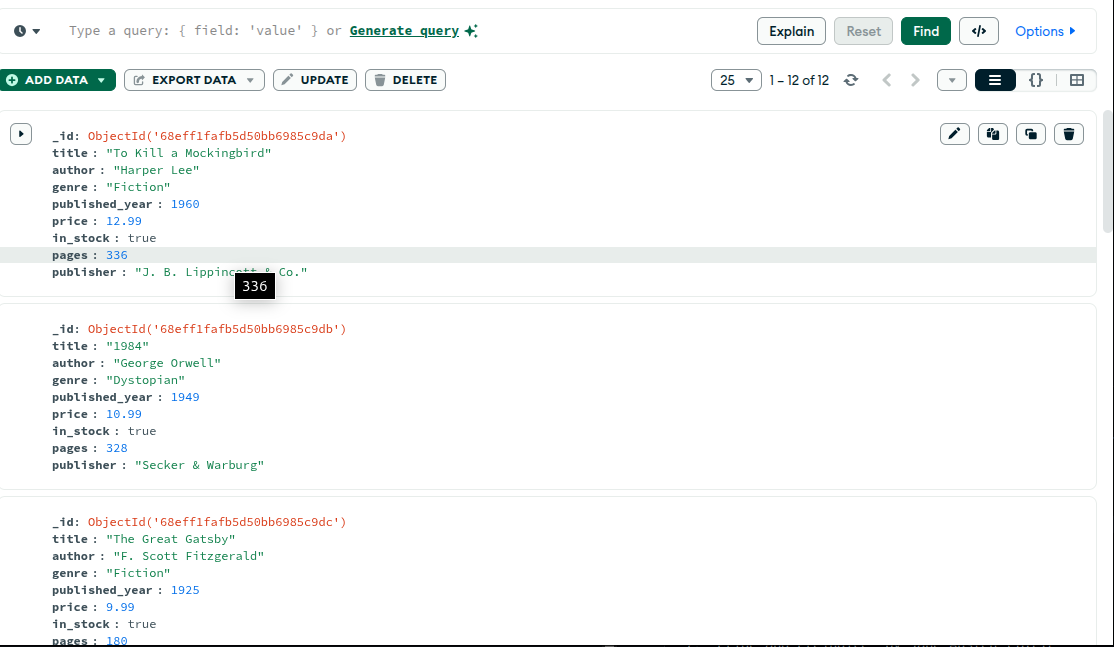 Type a query: { field: 'value' } or Generate query
Explain
Reset
Find
</>
Options
ADD DATA
EXPORT DATA
UPDATE
DELETE
25
1 – 12 of 12
{}
_id: ObjectId('68eff1fafb5d50bb6985c9da')
title : "To Kill a Mockingbird"
author : "Harper Lee"
genre : "Fiction"
published_year : 1960
price : 12.99
in_stock : true
pages : 336
publisher : "J. B. Lippincott & Co."
336
_id: ObjectId('68eff1fafb5d50bb6985c9db')
title : "1984"
author : "George Orwell"
genre : "Dystopian"
published_year : 1949
price : 10.99
in_stock : true
pages : 328
publisher : "Secker & Warburg"
_id: ObjectId('68eff1fafb5d50bb6985c9dc')
title : "The Great Gatsby"
author : "F. Scott Fitzgerald"
genre : "Fiction"
published_year : 1925
price : 9.99
in_stock : true
pages : 180